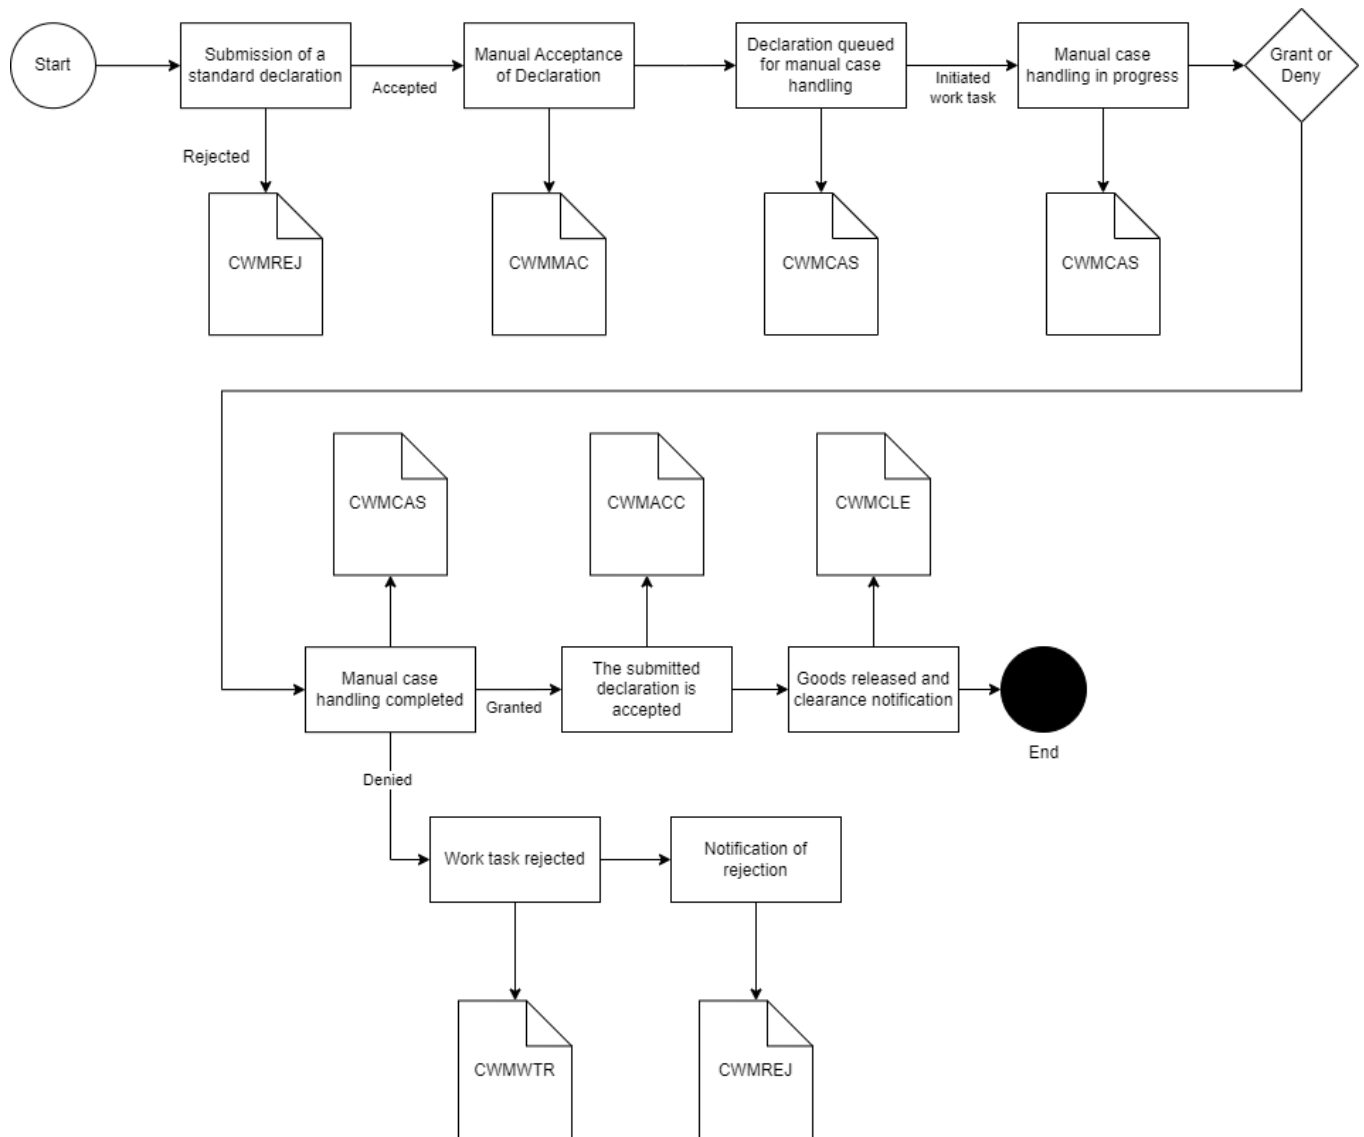 Start
Submission of a
standard declaration
Accepted
Manual Acceptance
of Declaration
Declaration queued
for manual case
handling
Initiated
work task
Manual case
handling in progress
Grant or
Deny
Rejected
CWMREJ
CWMMAC
CWMCAS
CWMCAS
CWMCAS
CWMACC
CWMCLE
Manual case
handling completed
Granted
The submitted
declaration is
accepted
Goods released and
clearance notification
End
Denied
Work task rejected
Notification of
rejection
CWMWTR
CWMREJ